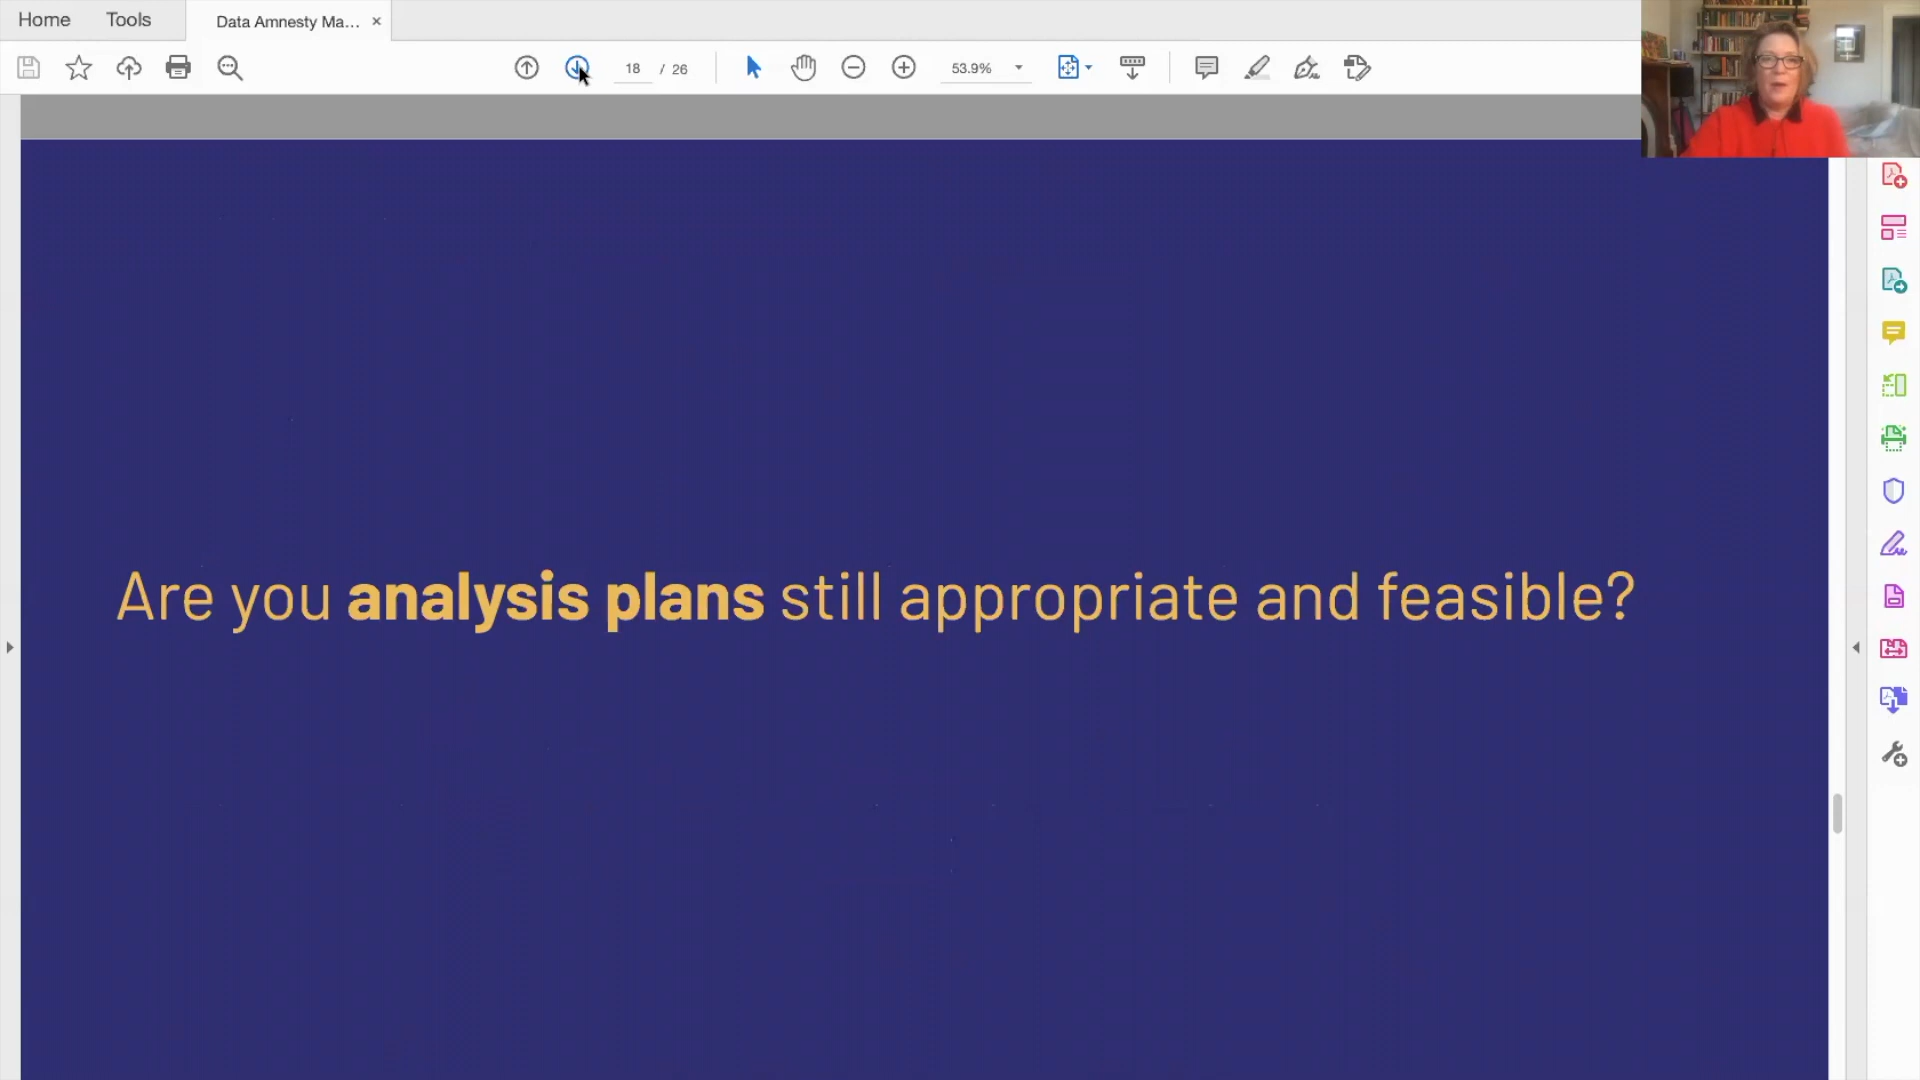 Home Tools Data Amnesty Ma... ×
18 / 26 53.9%
Are you analysis plans still appropriate and feasible?